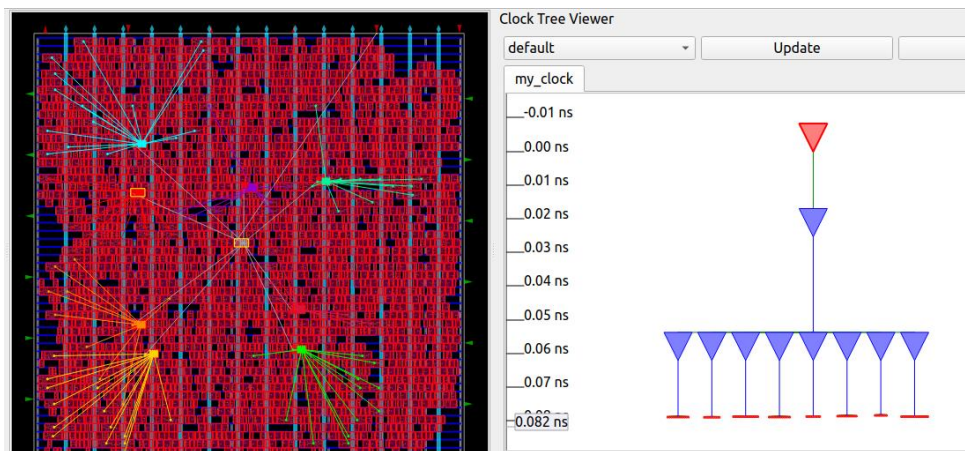 Clock Tree Viewer
default
Update
my_clock
-0.01 ns
0.00 ns
0.01 ns
0.02 ns
0.03 ns
0.04 ns
0.05 ns
0.06 ns
0.07 ns
0.082 ns